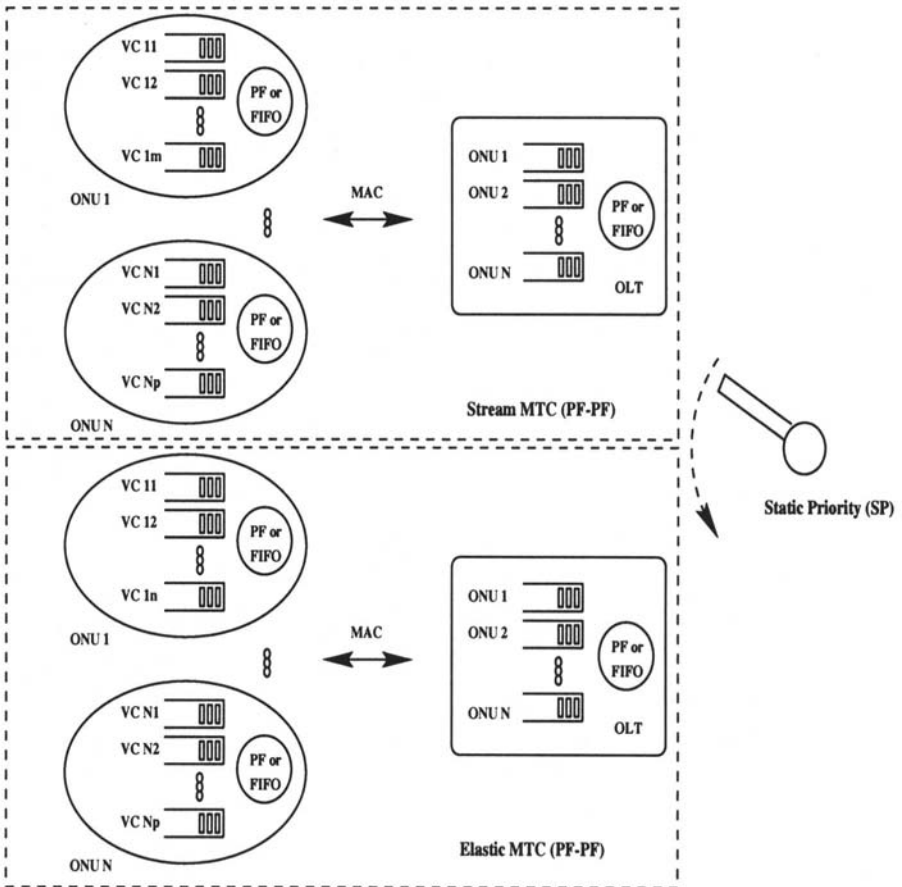 VC 11
VC 12
VC 1m
PF or
FIFO
ONU 1
VC N1
VC N2
VC Np
PF or
FIFO
ONU N
MAC
ONU 1
ONU 2
ONU N
PF or
FIFO
OLT
Stream MTC (PF-PF)
VC 11
VC 12
VC 1n
PF or
FIFO
ONU 1
VC N1
VC N2
VC Np
PF or
FIFO
ONU N
MAC
ONU 1
ONU 2
ONU N
PF or
FIFO
OLT
Elastic MTC (PF-PF)
Static Priority (SP)